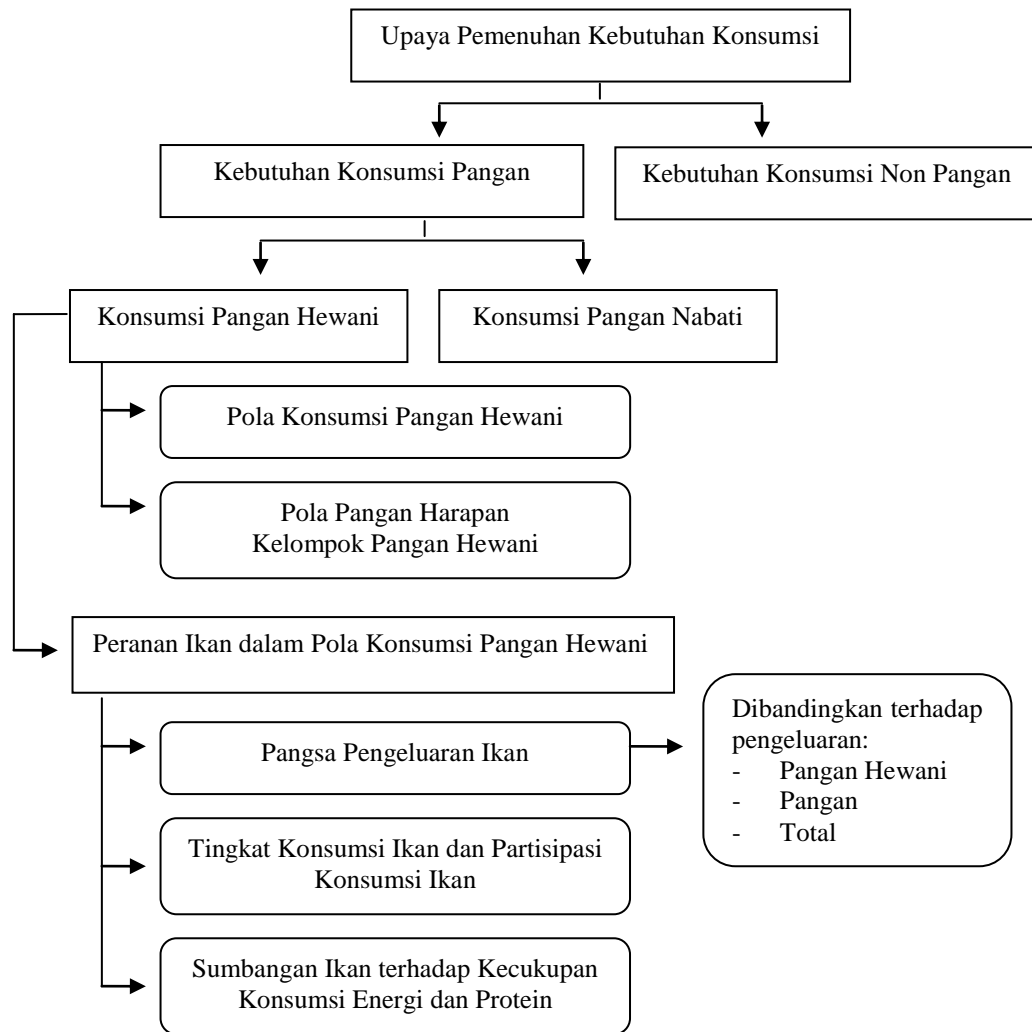 Upaya Pemenuhan Kebutuhan Konsumsi
Kebutuhan Konsumsi Pangan
Kebutuhan Konsumsi Non Pangan
Konsumsi Pangan Hewani
Konsumsi Pangan Nabati
Pola Konsumsi Pangan Hewani
Pola Pangan Harapan
Kelompok Pangan Hewani
Peranan Ikan dalam Pola Konsumsi Pangan Hewani
Pangsa Pengeluaran Ikan
Dibandingkan terhadap
pengeluaran:
- Pangan Hewani
- Pangan
- Total
Tingkat Konsumsi Ikan dan Partisipasi
Konsumsi Ikan
Sumbangan Ikan terhadap Kecukupan
Konsumsi Energi dan Protein